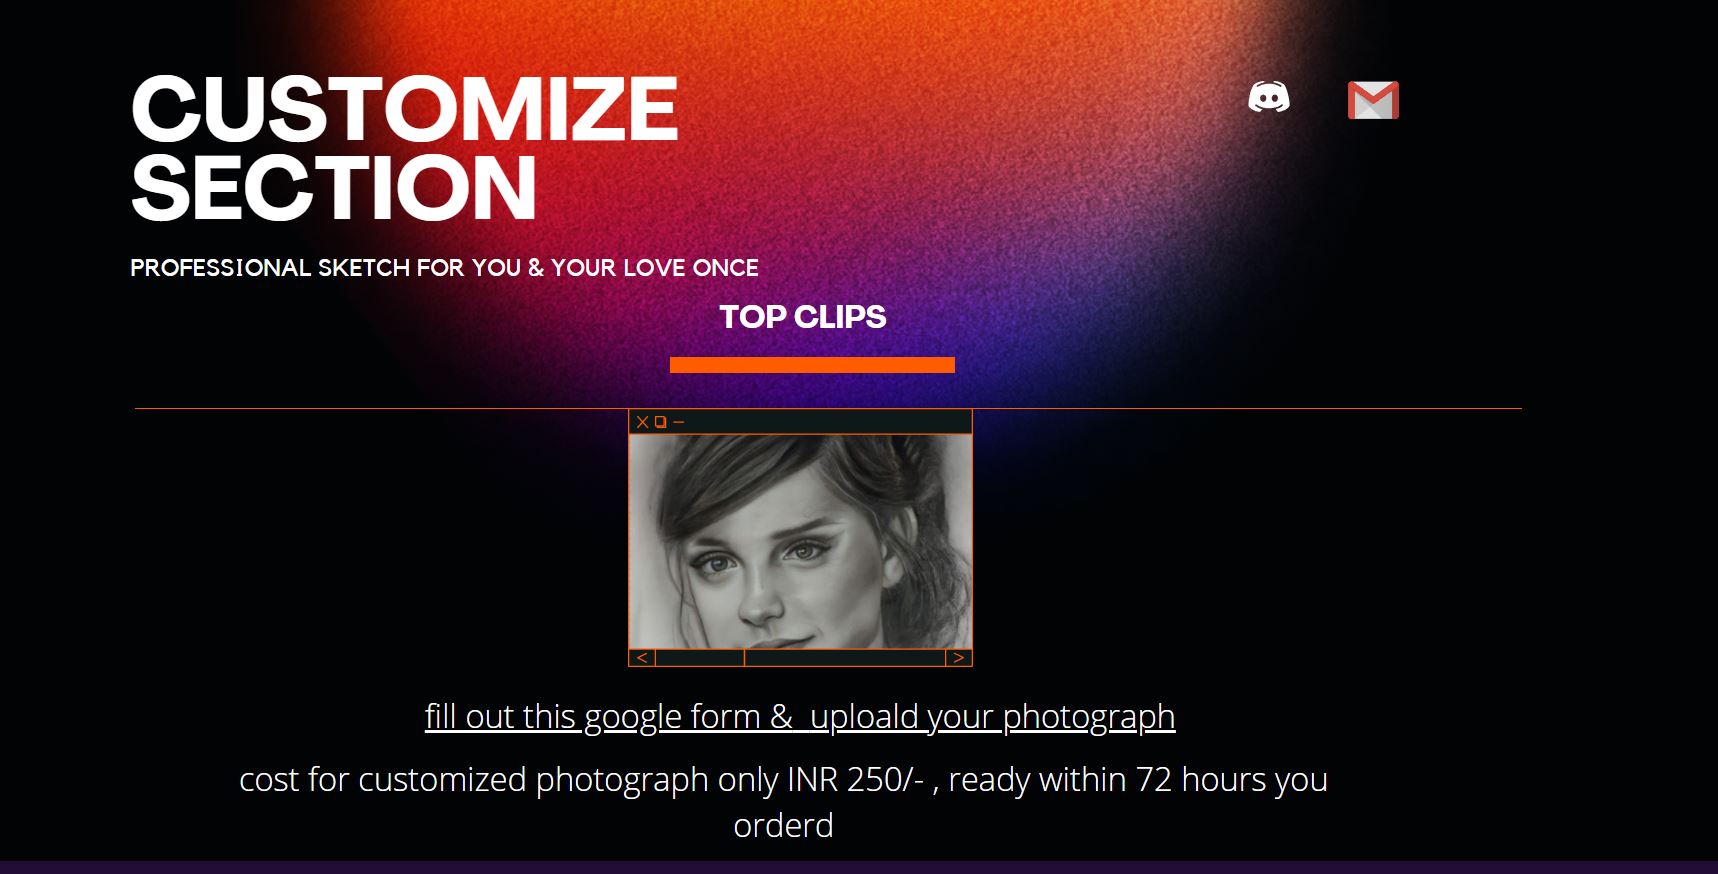 CUSTOMIZE
SECTION
PROFESSIONAL SKETCH FOR YOU & YOUR LOVE ONCE
TOP CLIPS
fill out this google form &  uploald your photograph
cost for customized photograph only INR 250/- , ready within 72 hours you
orderd